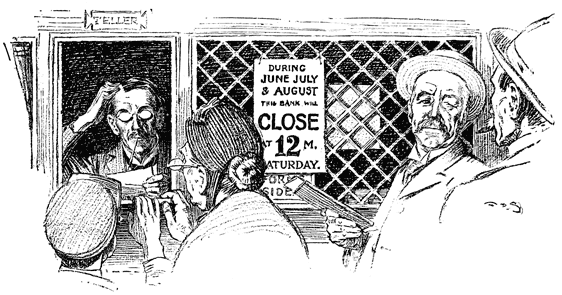 TELLER
DURING
JUNE JULY
& AUGUST
THIS BANK WILL
CLOSE
AT 12 M.
SATURDAY.
SIDE